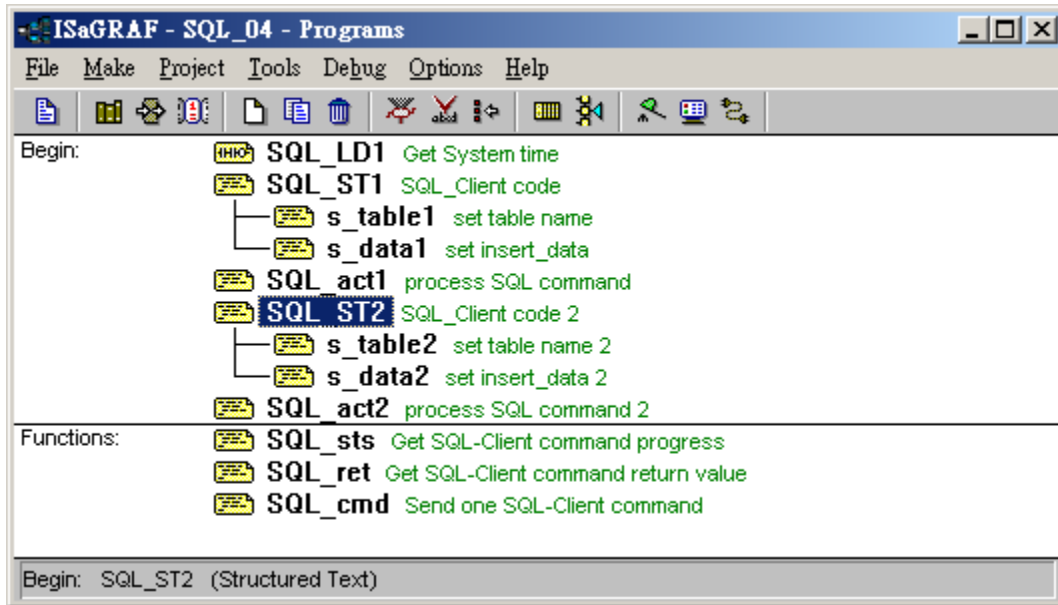 ISaGRAF - SQL_04 - Programs
File Make Project Tools Debug Options Help
Begin: SQL_LD1 Get System time
SQL_ST1 SQL_Client code
s_table1 set table name
s_data1 set insert_data
SQL_act1 process SQL command
SQL_ST2 SQL_Client code 2
s_table2 set table name 2
s_data2 set insert_data 2
SQL_act2 process SQL command 2
Functions: SQL_sts Get SQL-Client command progress
SQL_ret Get SQL-Client command return value
SQL_cmd Send one SQL-Client command
Begin: SQL_ST2 (Structured Text)